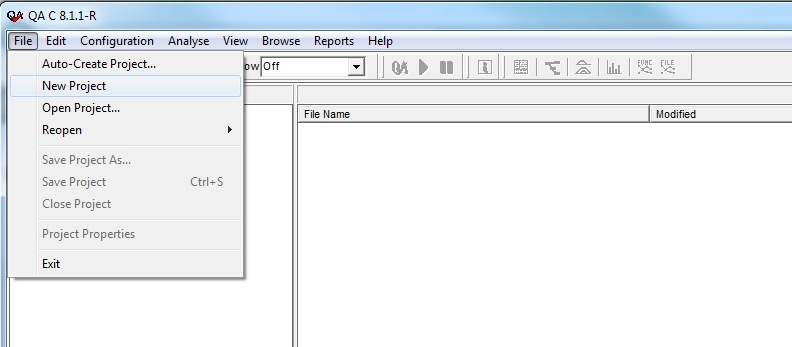 QA QA C 8.1.1-R
File Edit Configuration Analyse View Browse Reports Help
Auto-Create Project...
ow Off QA FUNC FILE
New Project
Open Project...
File Name Modified
Reopen
Save Project As...
Save Project Ctrl+S
Close Project
Project Properties
Exit